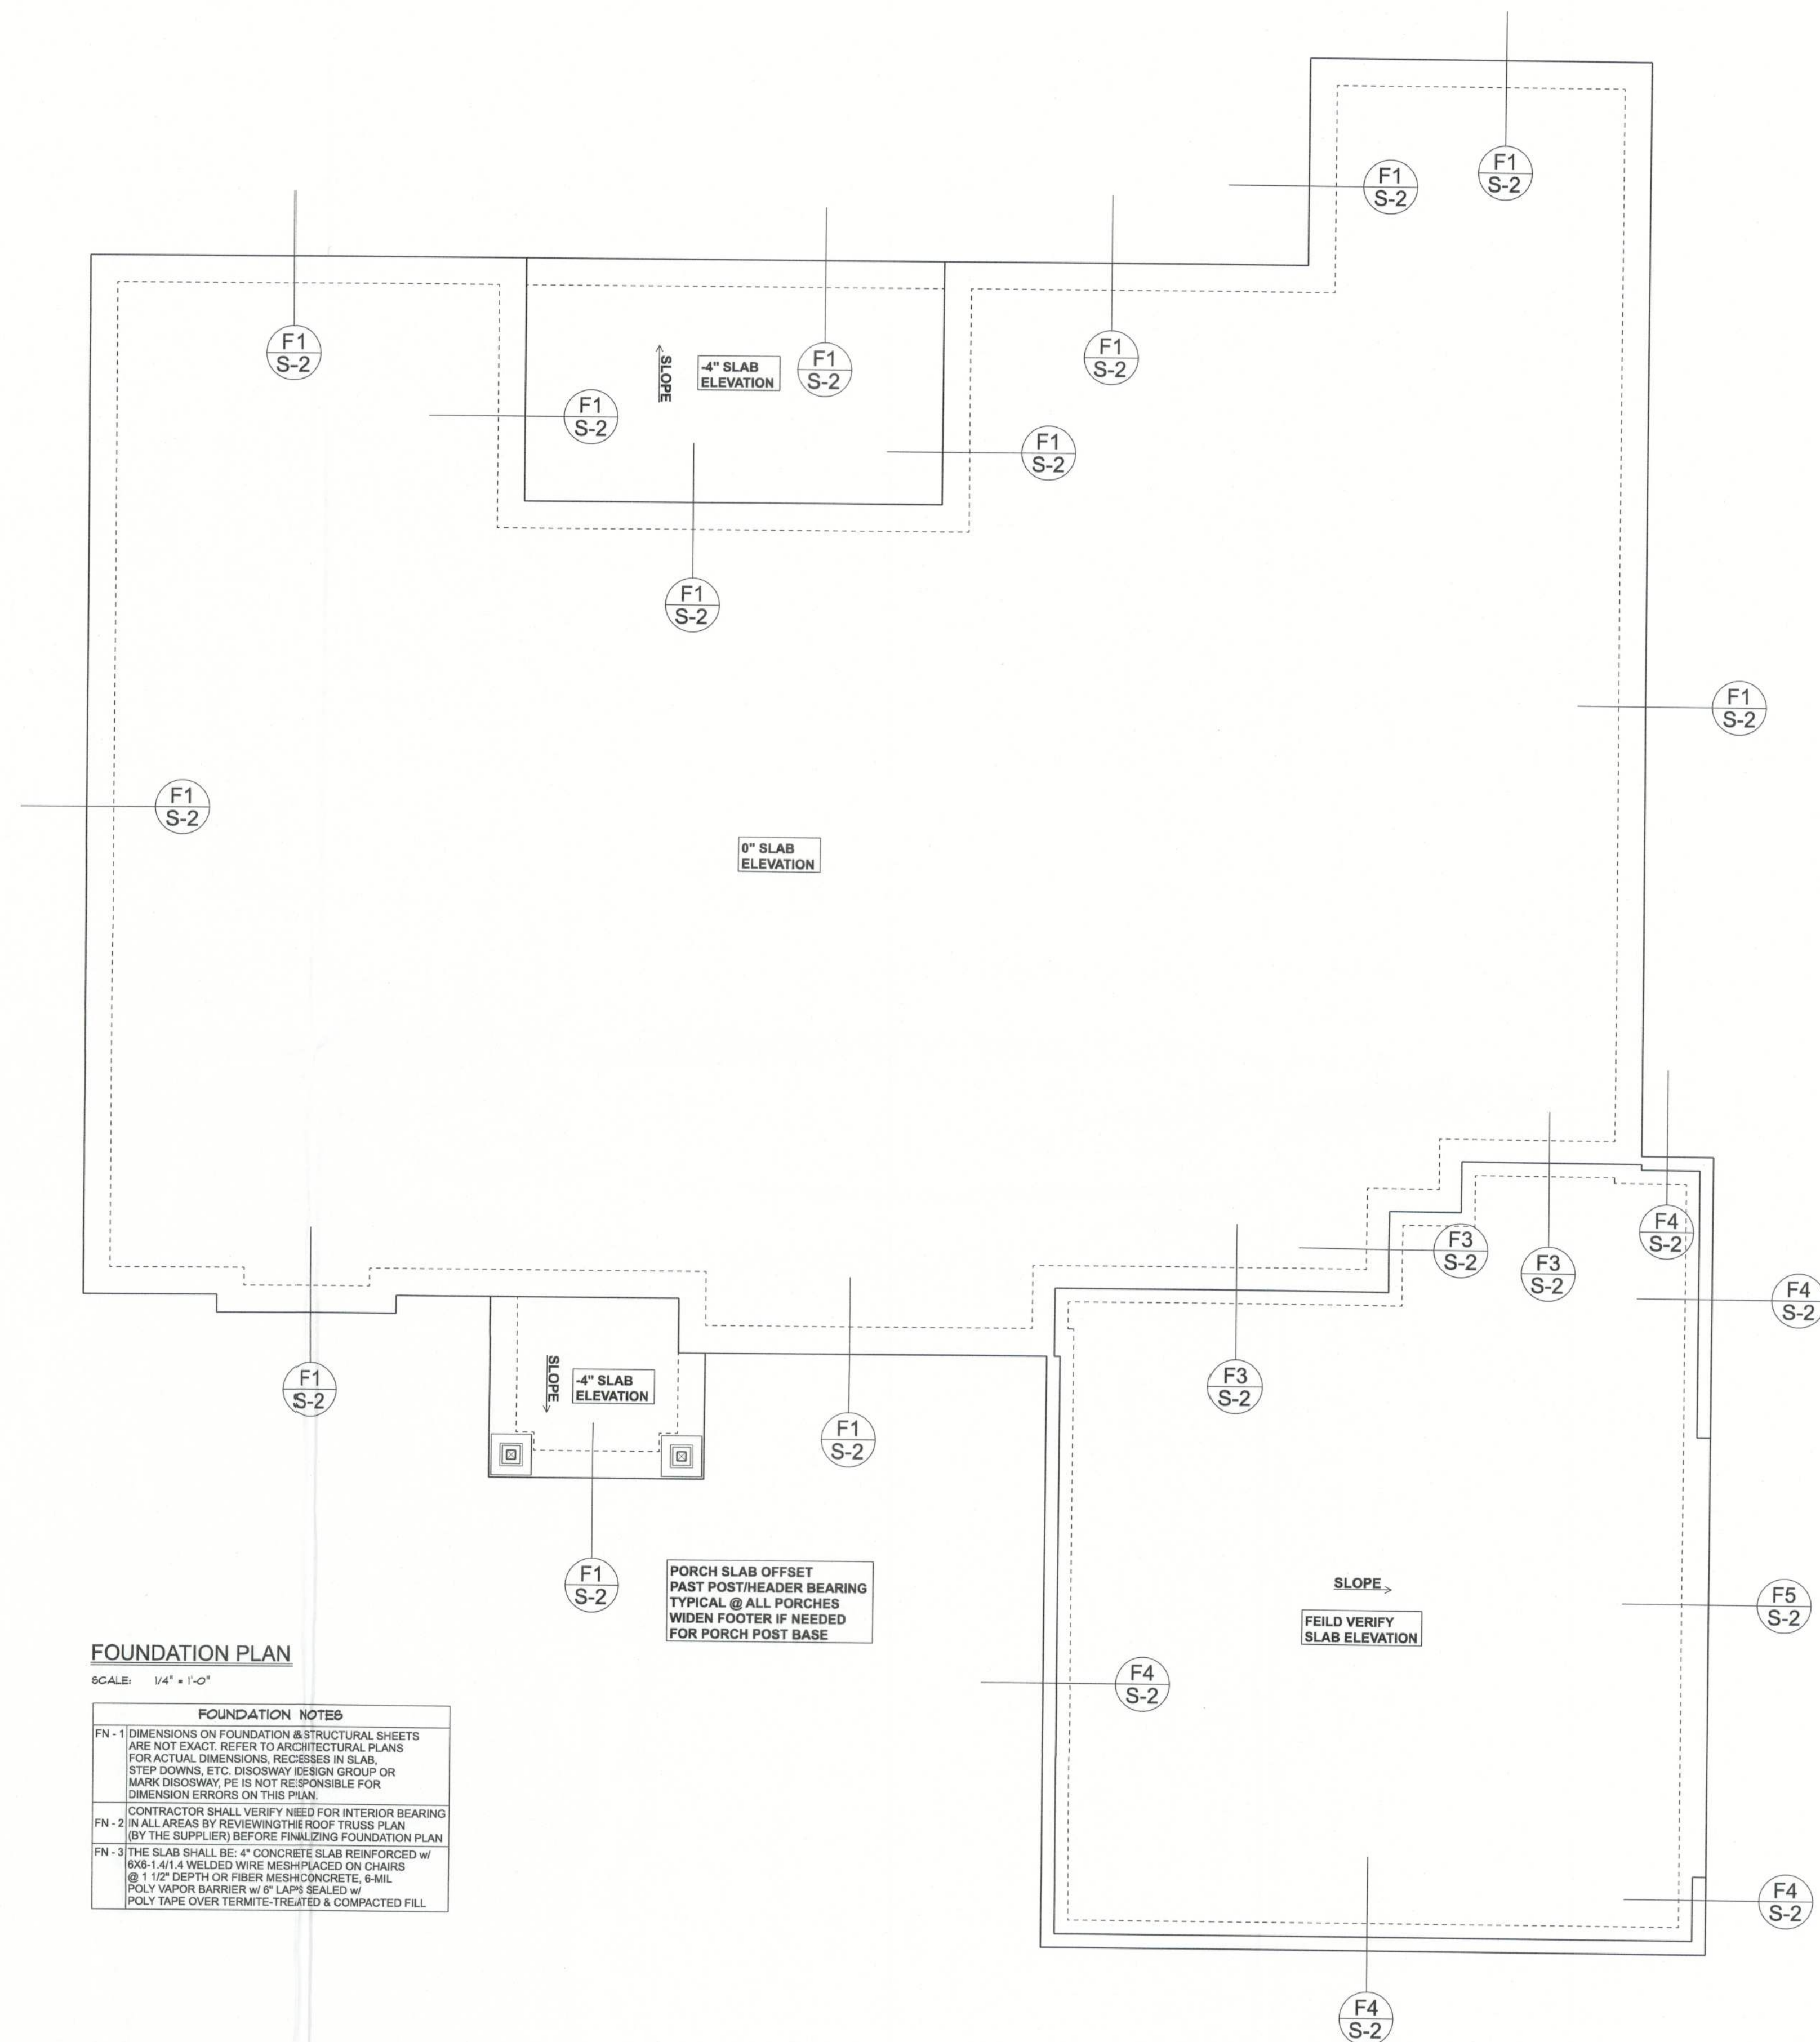 F1
S-2
F1
S-2
F1
S-2
F1
S-2
F1
S-2
F1
S-2
F1
S-2
F1
S-2
SLOPE
-4" SLAB
ELEVATION
F1
S-2
F1
S-2
0" SLAB
ELEVATION
F4
S-2
F3
S-2
F3
S-2
F4
S-2
F3
S-2
F1
S-2
SLOPE
-4" SLAB
ELEVATION
F1
S-2
F1
S-2
PORCH SLAB OFFSET
PAST POST/HEADER BEARING
TYPICAL @ ALL PORCHES
WIDEN FOOTER IF NEEDED
FOR PORCH POST BASE
SLOPE
FEILD VERIFY
SLAB ELEVATION
F5
S-2
F4
S-2
F4
S-2
F4
S-2
FOUNDATION PLAN
SCALE: 1/4" = 1'-0"
FOUNDATION NOTES
FN - 1 DIMENSIONS ON FOUNDATION & STRUCTURAL SHEETS
ARE NOT EXACT. REFER TO ARCHITECTURAL PLANS
FOR ACTUAL DIMENSIONS, RECESSES IN SLAB,
STEP DOWNS, ETC. DISOSWAY DESIGN GROUP OR
MARK DISOSWAY, PE IS NOT RESPONSIBLE FOR
DIMENSION ERRORS ON THIS PLAN.
CONTRACTOR SHALL VERIFY NEED FOR INTERIOR BEARING
FN - 2 IN ALL AREAS BY REVIEWINGTHE ROOF TRUSS PLAN
(BY THE SUPPLIER) BEFORE FINALIZING FOUNDATION PLAN
FN - 3 THE SLAB SHALL BE: 4" CONCRETE SLAB REINFORCED w/
6X6-1.4/1.4 WELDED WIRE MESH PLACED ON CHAIRS
@ 1 1/2" DEPTH OR FIBER MESH CONCRETE, 6-MIL
POLY VAPOR BARRIER w/ 6" LAPS SEALED w/
POLY TAPE OVER TERMITE-TREATED & COMPACTED FILL